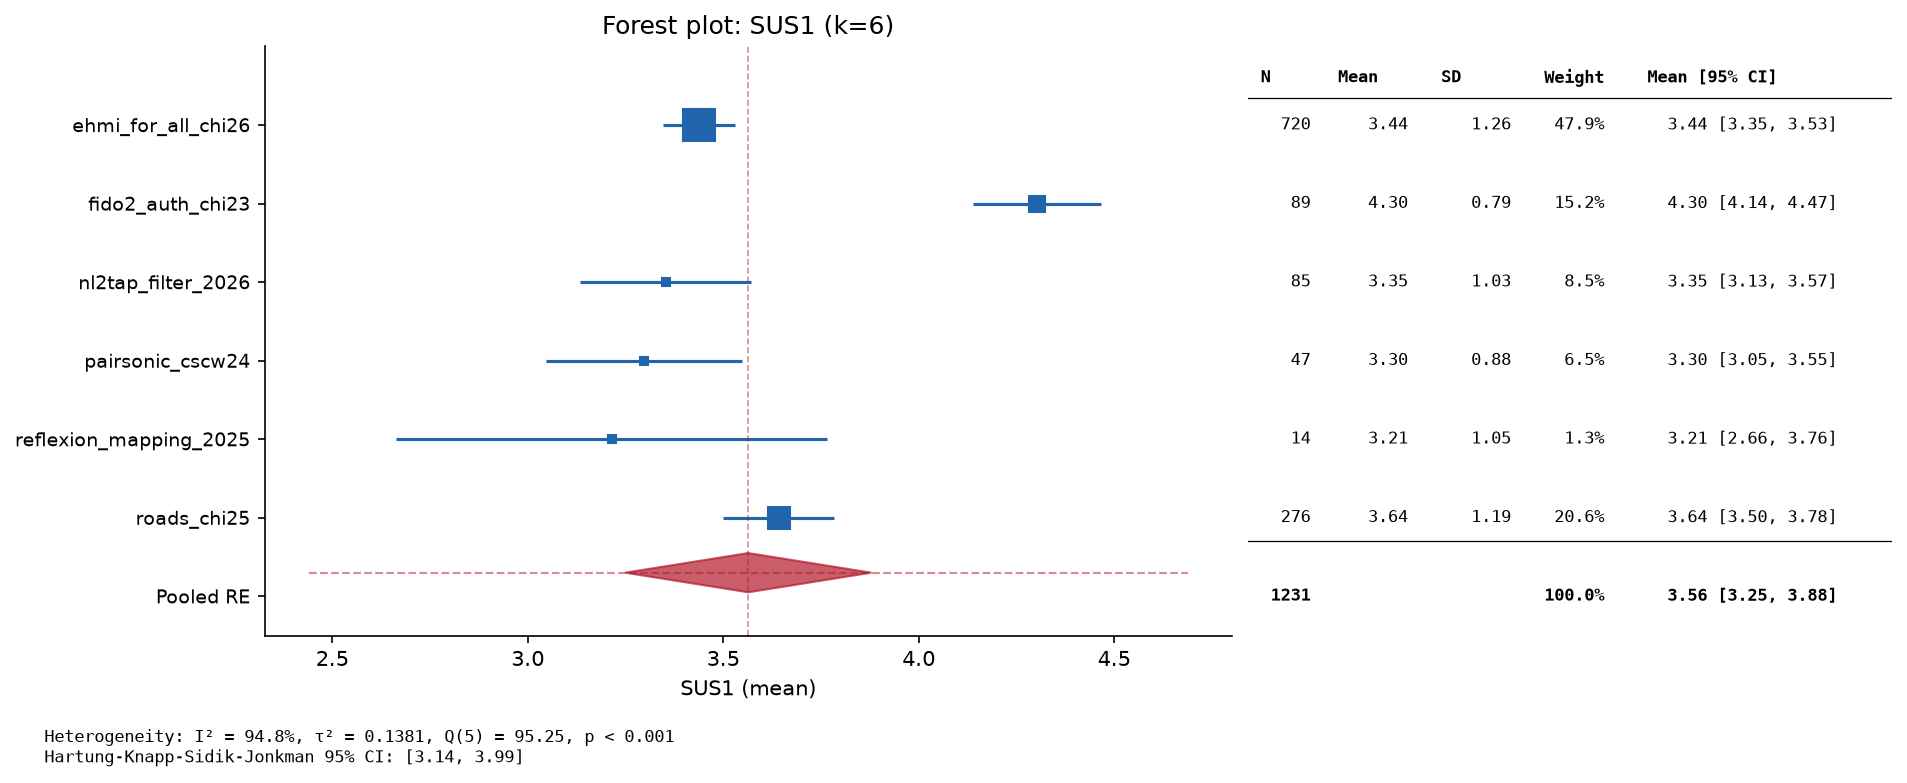 Forest plot: SUS1 (k=6)
N Mean SD Weight Mean [95% CI]
ehmi_for_all_chi26 720 3.44 1.26 47.9% 3.44 [3.35, 3.53]
fido2_auth_chi23 89 4.30 0.79 15.2% 4.30 [4.14, 4.47]
nl2tap_filter_2026 85 3.35 1.03 8.5% 3.35 [3.13, 3.57]
pairsonic_cscw24 47 3.30 0.88 6.5% 3.30 [3.05, 3.55]
reflexion_mapping_2025 14 3.21 1.05 1.3% 3.21 [2.66, 3.76]
roads_chi25 276 3.64 1.19 20.6% 3.64 [3.50, 3.78]
Pooled RE 1231 100.0% 3.56 [3.25, 3.88]
2.5 3.0 3.5 4.0 4.5
SUS1 (mean)
Heterogeneity: I² = 94.8%, τ² = 0.1381, Q(5) = 95.25, p < 0.001
Hartung-Knapp-Sidik-Jonkman 95% CI: [3.14, 3.99]